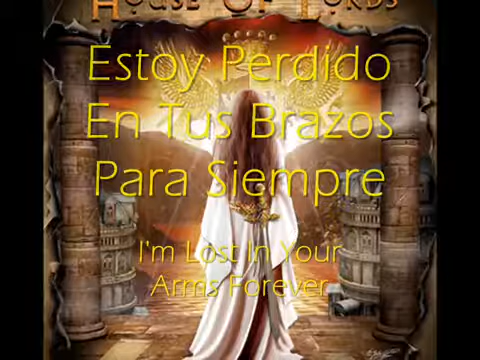 House Of Lords
Estoy Perdido
En Tus Brazos
Para Siempre
I'm Lost In Your
Arms Forever